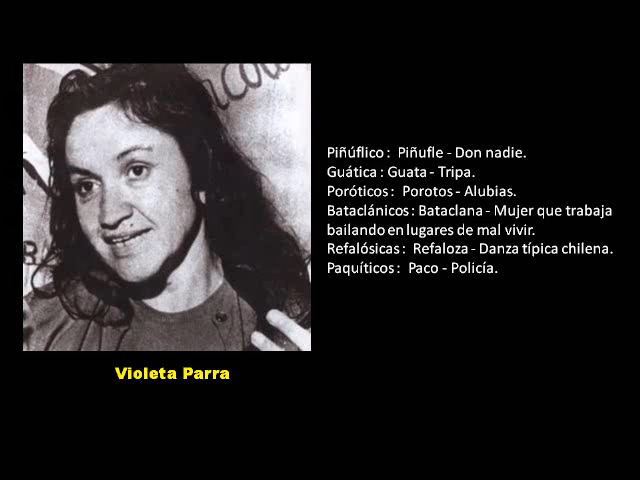 Piñúflico : Piñufle - Don nadie.
Guática : Guata - Tripa.
Poróticos : Porotos - Alubias.
Bataclánicos : Bataclana - Mujer que trabaja
bailando en lugares de mal vivir.
Refalósicas : Refaloza - Danza típica chilena.
Paquíticos : Paco - Policía.
Violeta Parra